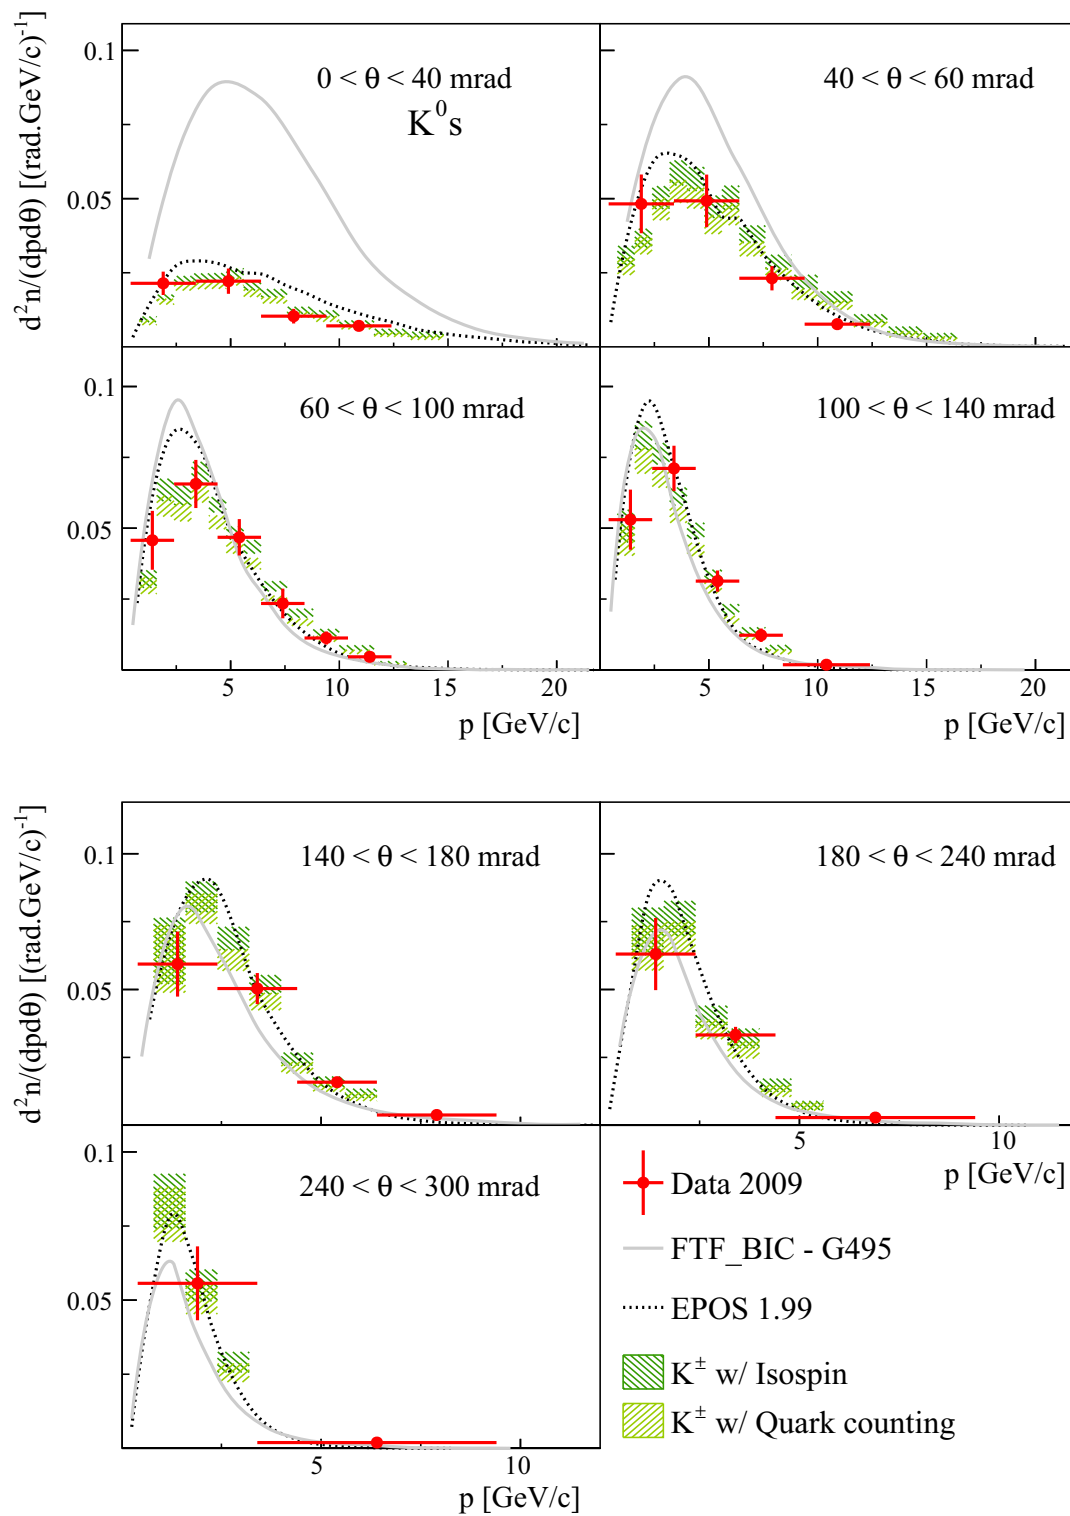 d²n/(dpdθ) [(rad.GeV/c)⁻¹]
0.1
0 < θ < 40 mrad
K⁰s
40 < θ < 60 mrad
0.05
0.1
60 < θ < 100 mrad
100 < θ < 140 mrad
0.05
5 10 15 20
5 10 15 20
p [GeV/c]
p [GeV/c]
d²n/(dpdθ) [(rad.GeV/c)⁻¹]
0.1
140 < θ < 180 mrad
180 < θ < 240 mrad
0.05
5 10
p [GeV/c]
0.1
240 < θ < 300 mrad
0.05
5 10
p [GeV/c]
Data 2009
FTF_BIC - G495
EPOS 1.99
K± w/ Isospin
K± w/ Quark counting